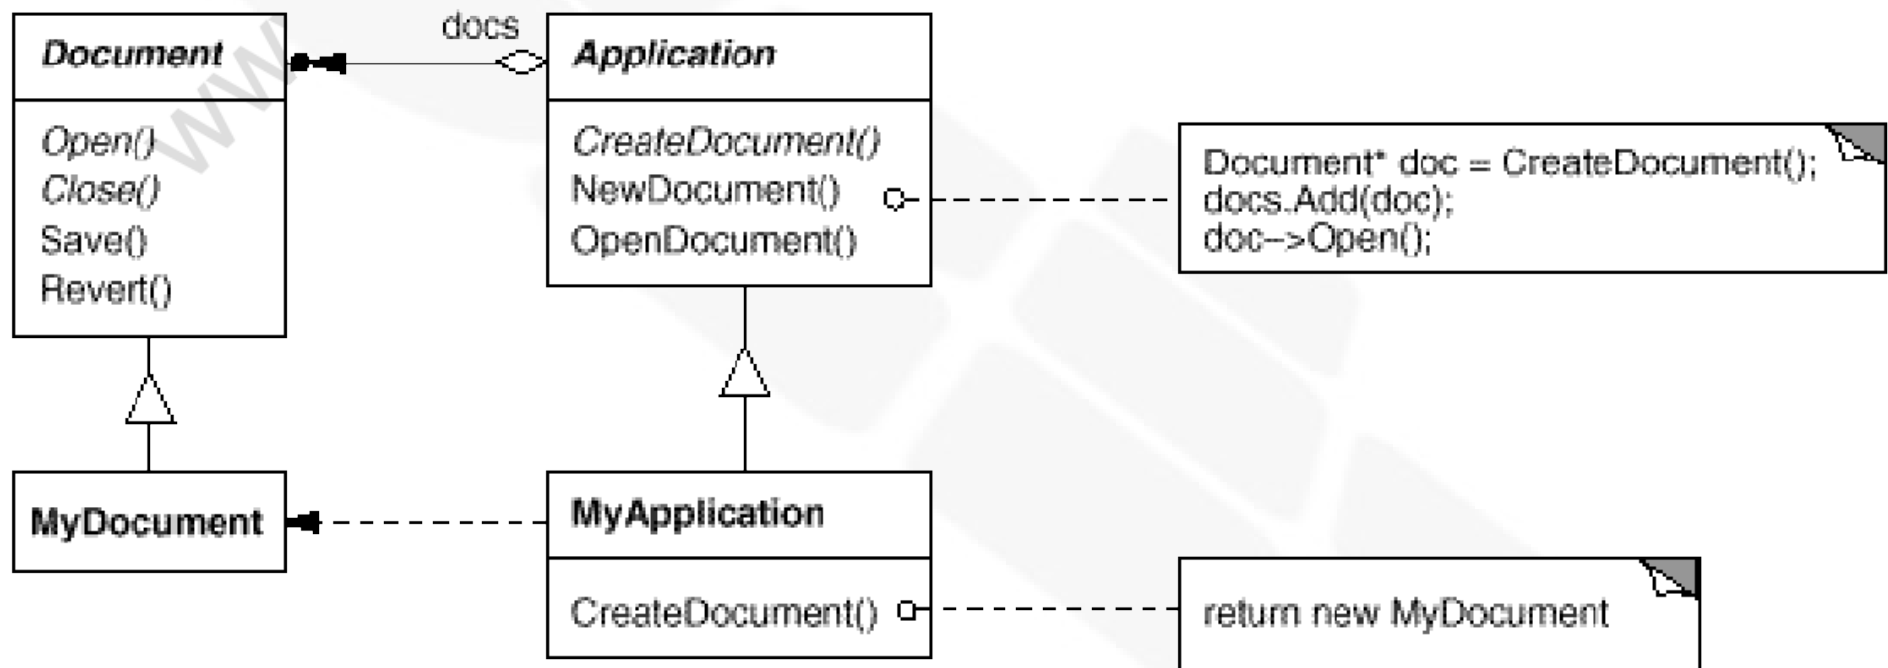 docs
Document
Open()
Close()
Save()
Revert()
Application
CreateDocument()
NewDocument()
OpenDocument()
Document* doc = CreateDocument();
docs.Add(doc);
doc->Open();
MyDocument
MyApplication
CreateDocument()
return new MyDocument
www